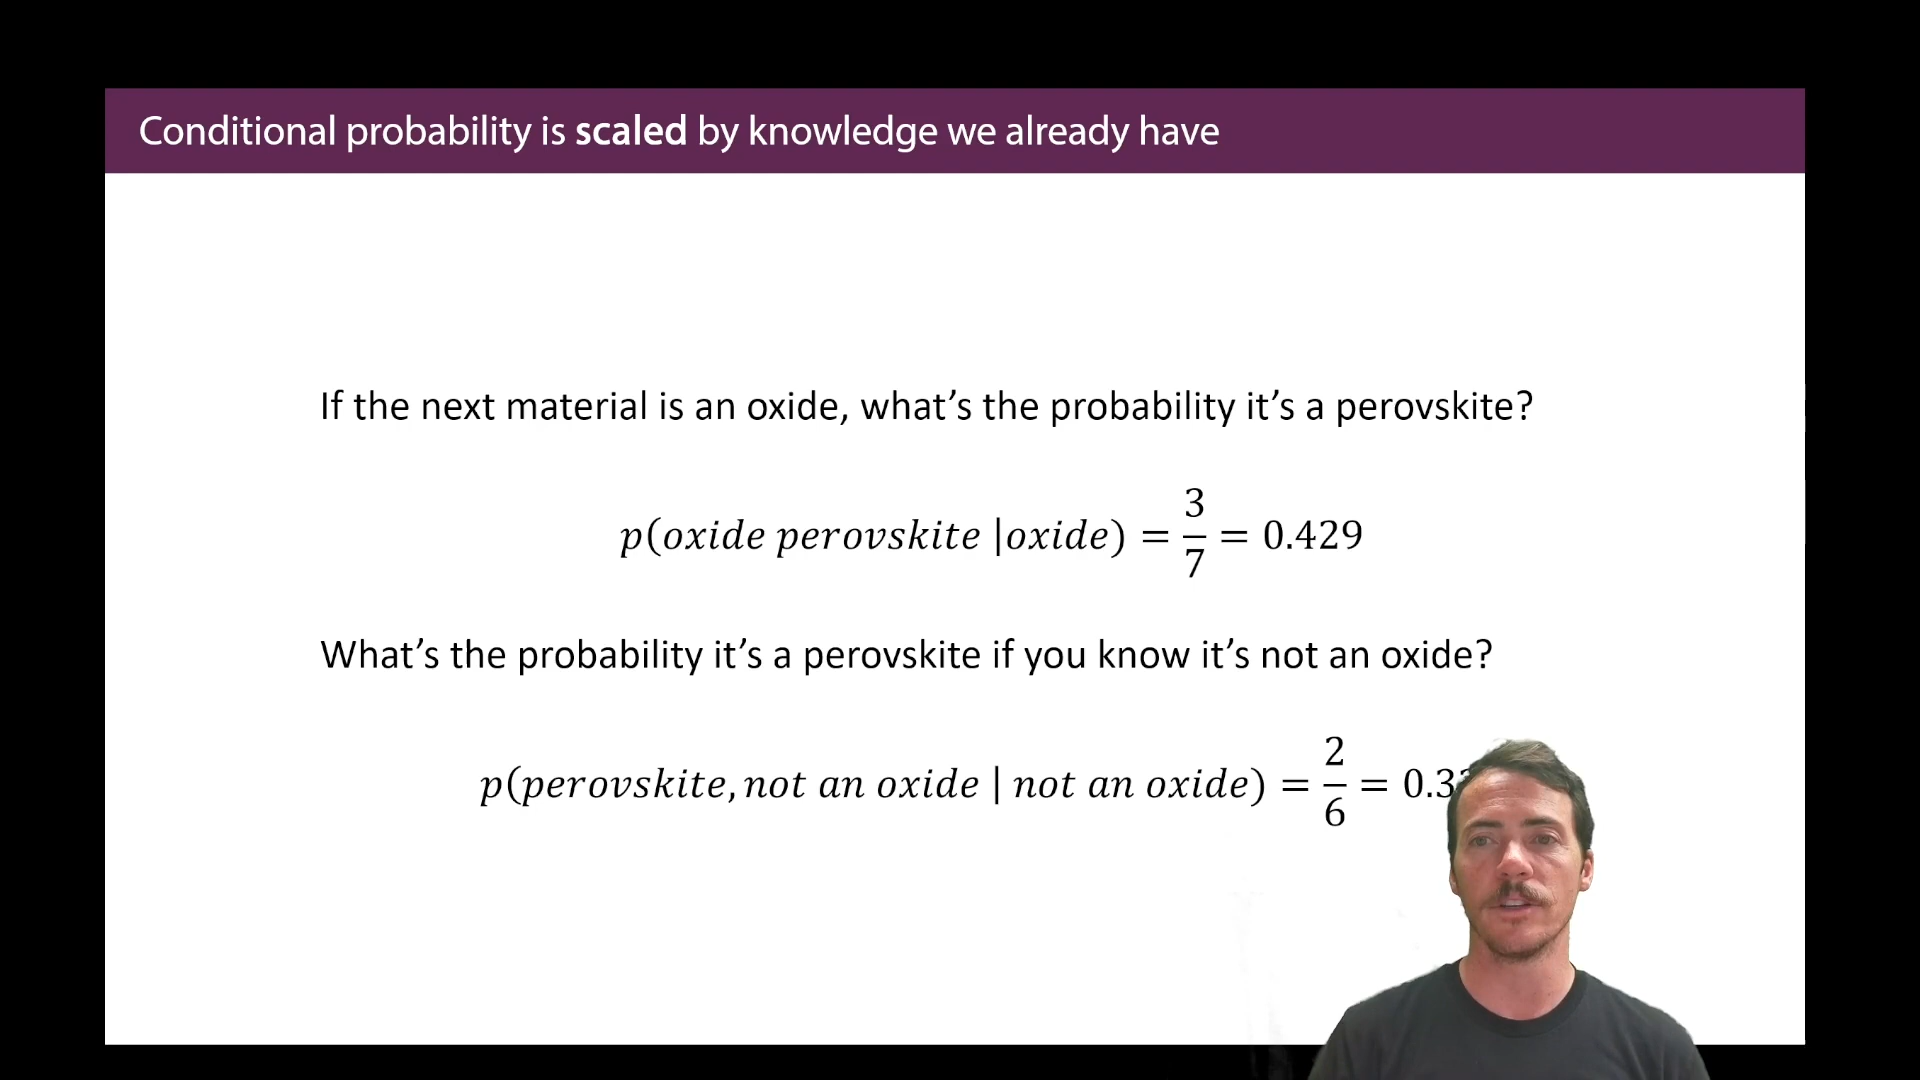 Conditional probability is scaled by knowledge we already have
If the next material is an oxide, what's the probability it's a perovskite?
p(oxide perovskite |oxide) = 3/7 = 0.429
What's the probability it's a perovskite if you know it's not an oxide?
p(perovskite, not an oxide | not an oxide) = 2/6 = 0.3